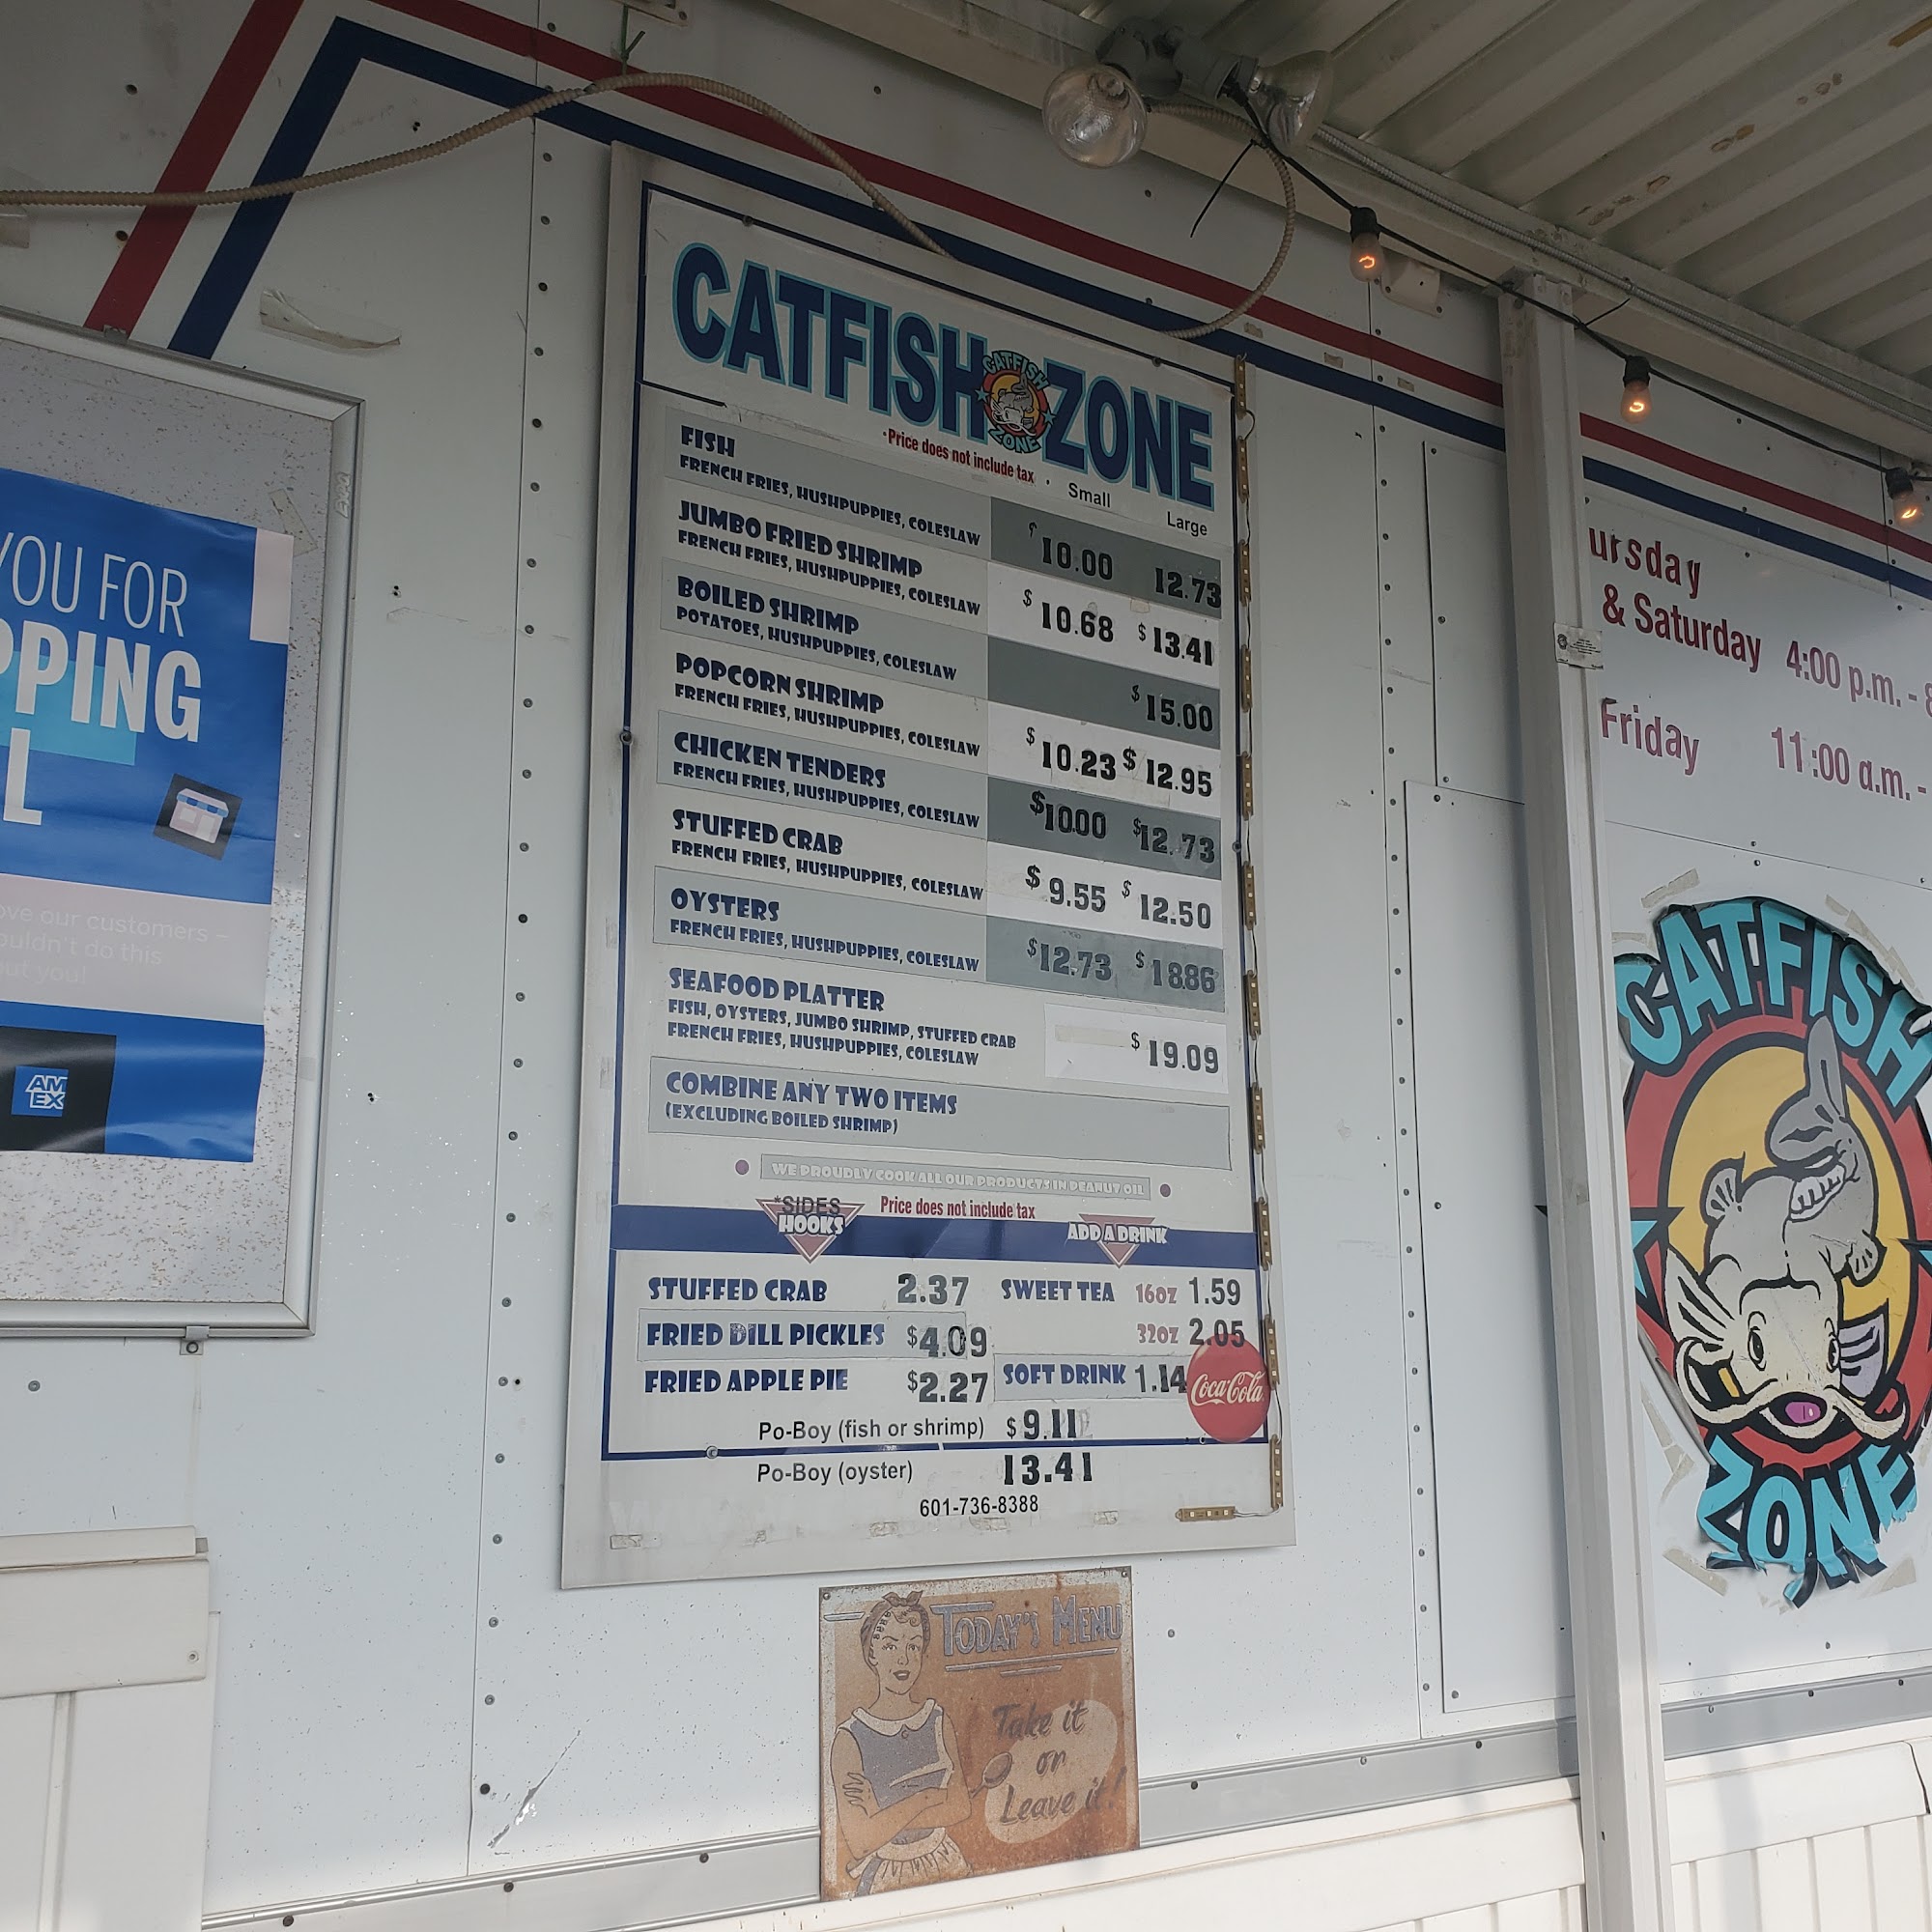 YOU FOR
PPING
L
ove our customers –
ouldn't do this
out you!
AM
EX
CATFISH ZONE
CATFISH
ZONE
*Price does not include tax
Small Large
FISH
FRENCH FRIES, HUSHPUPPIES, COLESLAW
$10.00 12.73
JUMBO FRIED SHRIMP
FRENCH FRIES, HUSHPUPPIES, COLESLAW
$10.68 $13.41
BOILED SHRIMP
POTATOES, HUSHPUPPIES, COLESLAW
$15.00
POPCORN SHRIMP
FRENCH FRIES, HUSHPUPPIES, COLESLAW
$10.23 $12.95
CHICKEN TENDERS
FRENCH FRIES, HUSHPUPPIES, COLESLAW
$1000 $12.73
STUFFED CRAB
FRENCH FRIES, HUSHPUPPIES, COLESLAW
$9.55 $12.50
OYSTERS
FRENCH FRIES, HUSHPUPPIES, COLESLAW
$12.73 $1886
SEAFOOD PLATTER
FISH, OYSTERS, JUMBO SHRIMP, STUFFED CRAB
FRENCH FRIES, HUSHPUPPIES, COLESLAW
$19.09
COMBINE ANY TWO ITEMS
(EXCLUDING BOILED SHRIMP)
WE PROUDLY COOK ALL OUR PRODUCTS IN PEANUT OIL
*SIDES
HOOKS
Price does not include tax
ADD A DRINK
STUFFED CRAB 2.37
FRIED DILL PICKLES $4.09
FRIED APPLE PIE $2.27
SWEET TEA 16OZ 1.59
32OZ 2.05
SOFT DRINK 1.14
Coca-Cola
Po-Boy (fish or shrimp) $9.11
Po-Boy (oyster) 13.41
601-736-8388
TODAY'S MENU
Take it
or
Leave it!
ursday
& Saturday 4:00 p.m. - 8
Friday 11:00 a.m. -
CATFISH
ZONE